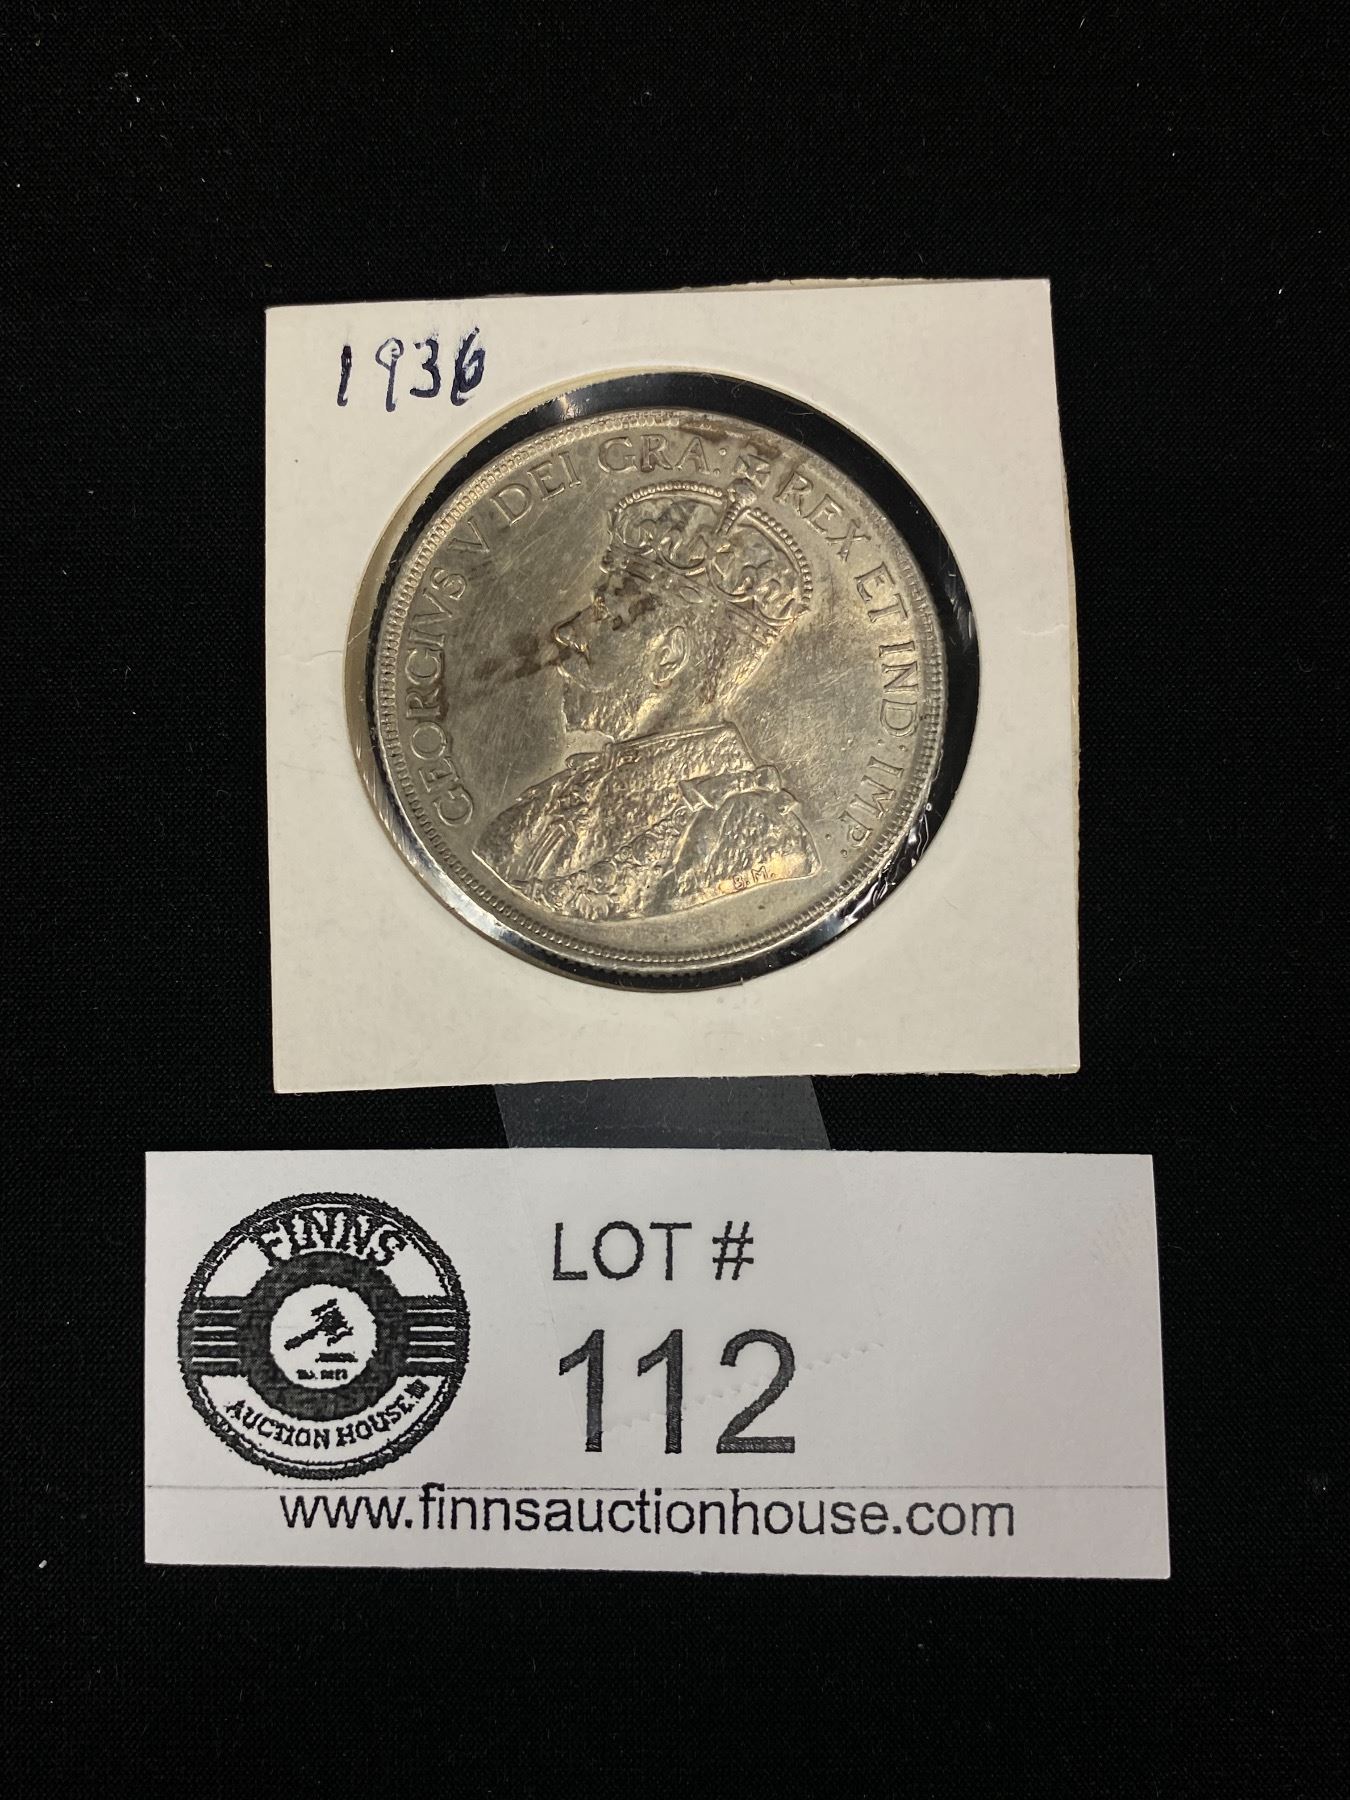 1936
GEORGIVS V DEI GRA: REX ET IND: IMP:
B.M.
FINNS
AUCTION HOUSE
LOT #
112
www.finnsauctionhouse.com